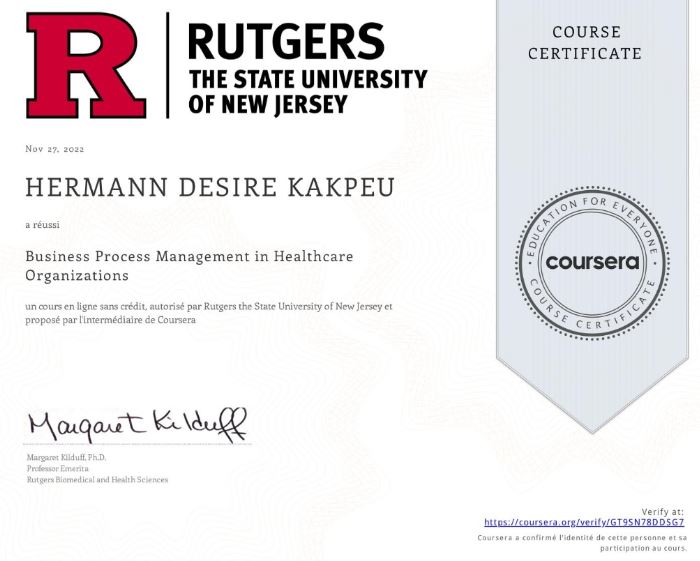 R
RUTGERS
THE STATE UNIVERSITY
OF NEW JERSEY
COURSE
CERTIFICATE
Nov 27, 2022
HERMANN DESIRE KAKPEU
a réussi
Business Process Management in Healthcare
Organizations
un cours en ligne sans crédit, autorisé par Rutgers the State University of New Jersey et
proposé par l'intermédiaire de Coursera
EDUCATION FOR EVERYONE
coursera
COURSE CERTIFICATE
Margaret Kilduff
Margaret Kilduff, Ph.D.
Professor Emerita
Rutgers Biomedical and Health Sciences
Verify at:
https://coursera.org/verify/GT9SN78DDSG7
Coursera a confirmé l'identité de cette personne et sa
participation au cours.